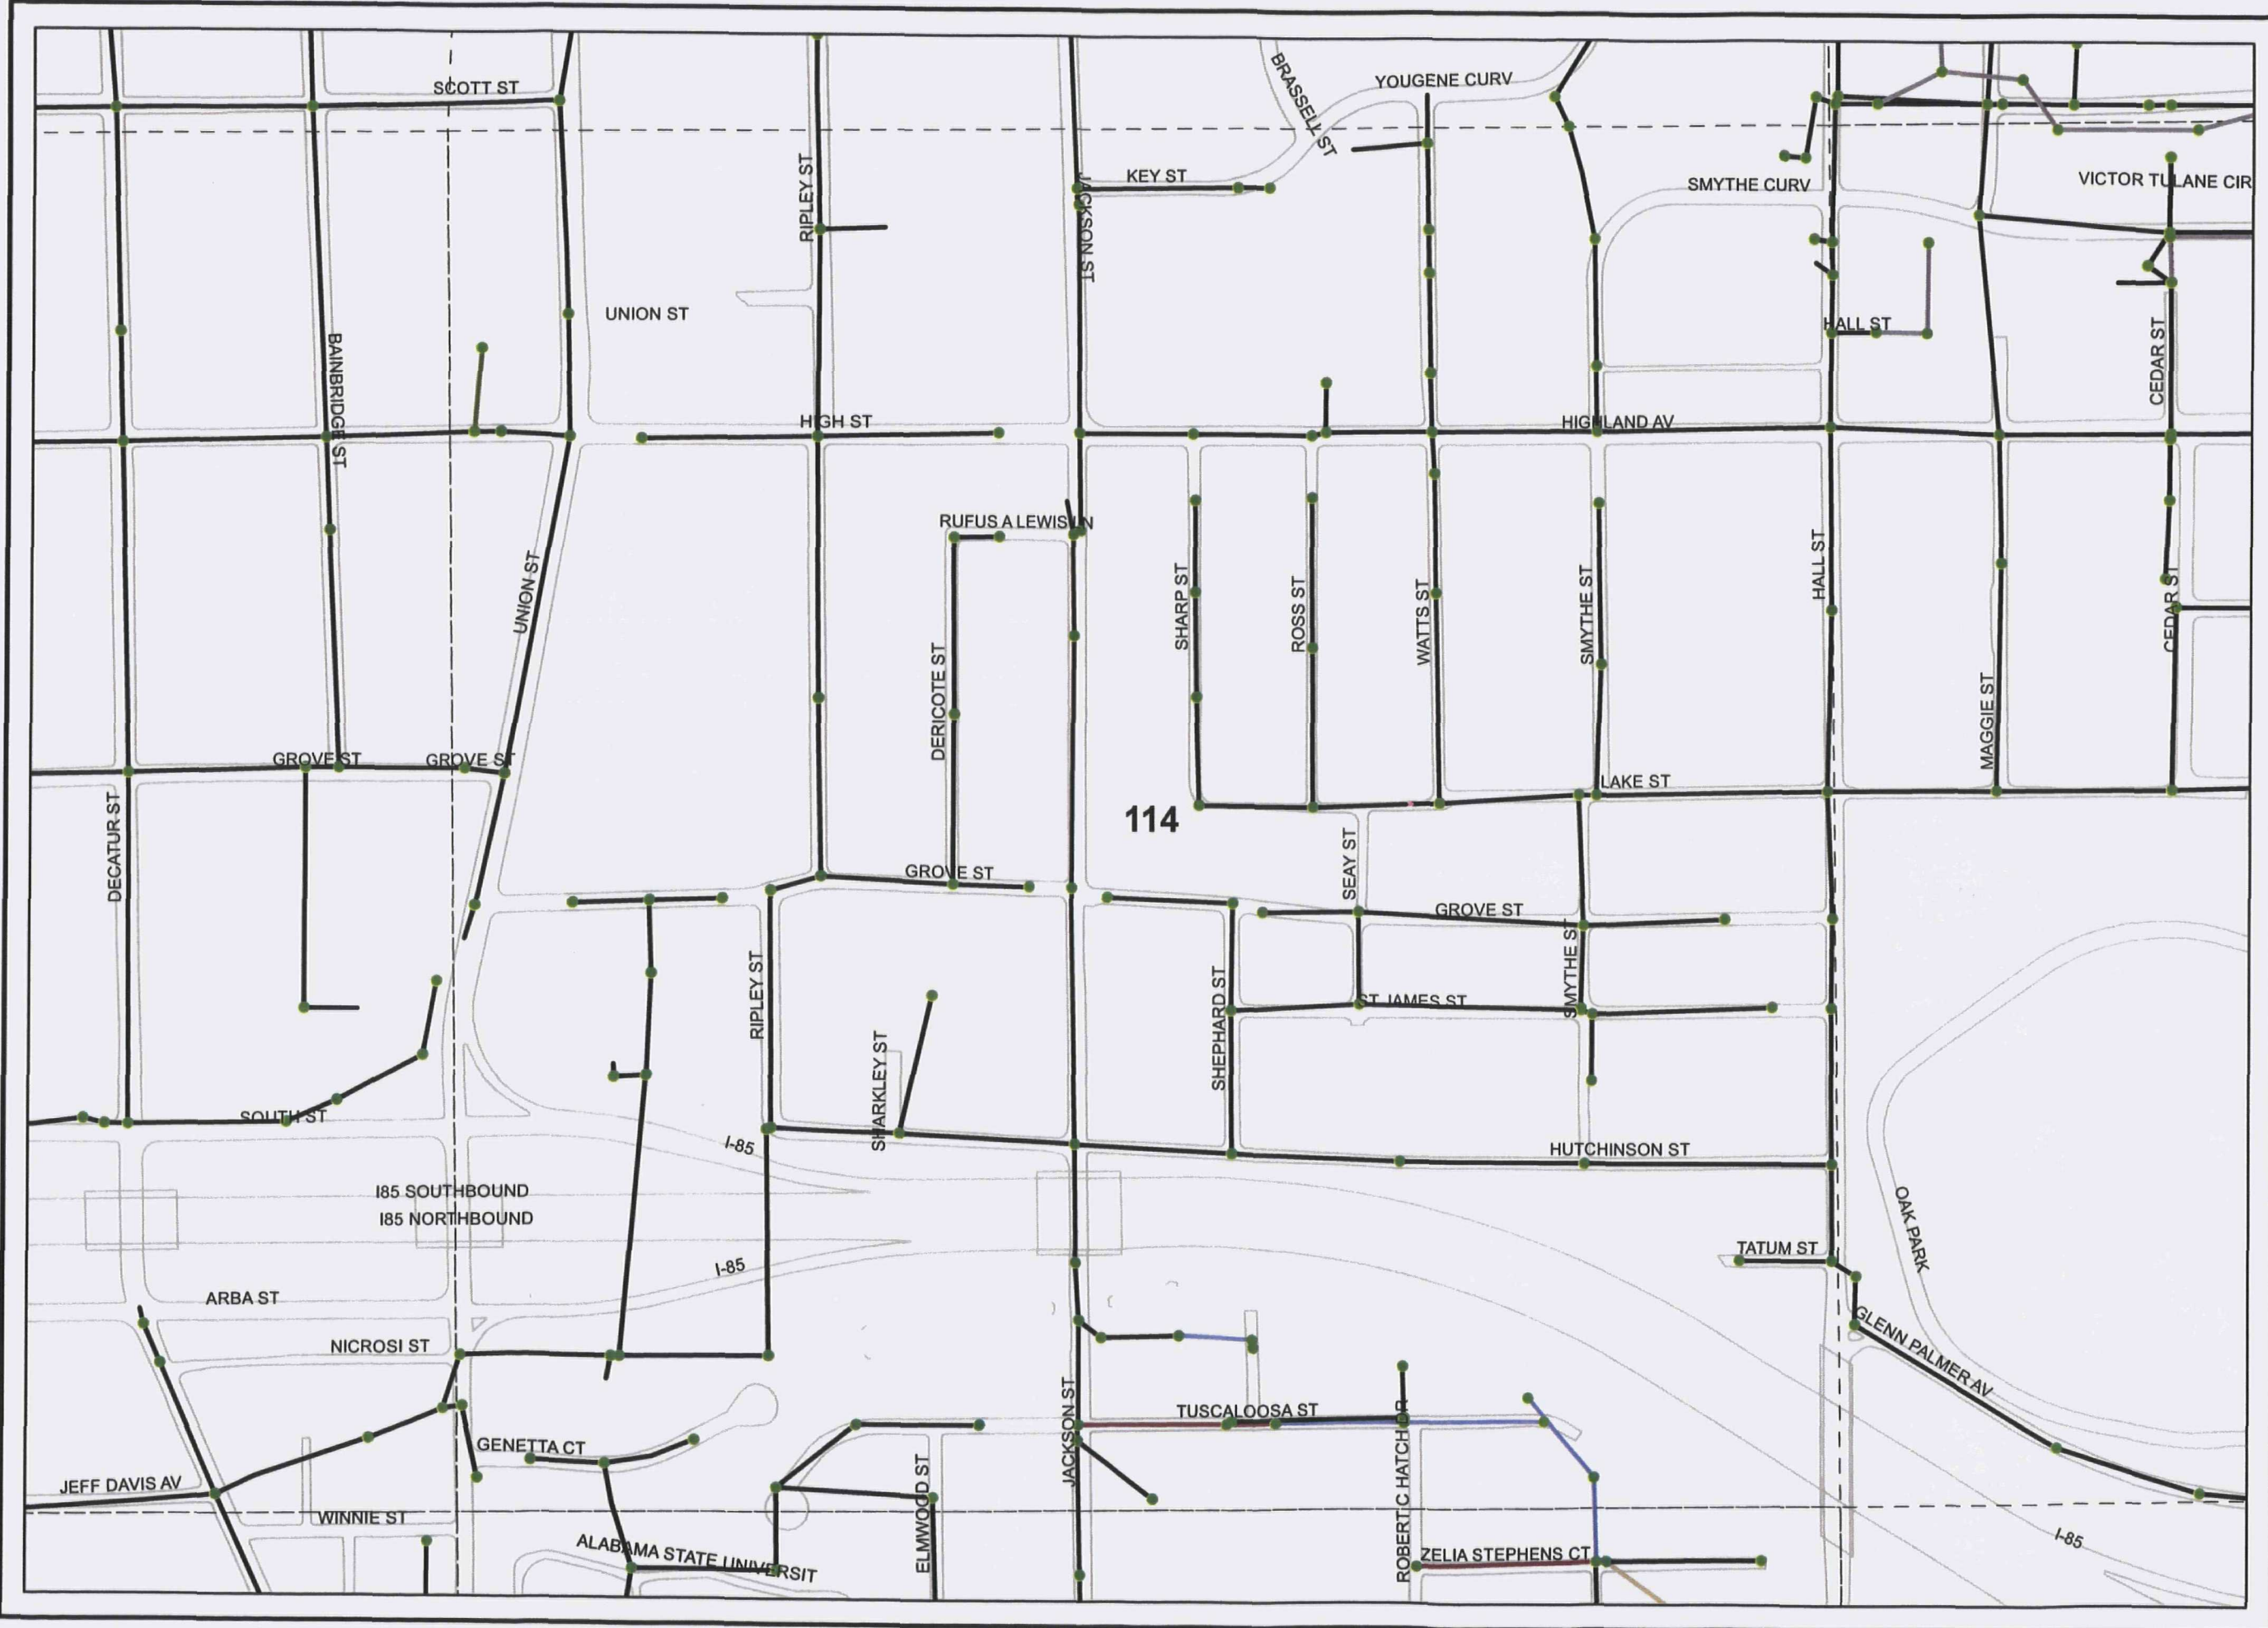 SCOTT ST
YOUGENE CURV
BRASSELL ST
KEY ST
SMYTHE CURV
VICTOR TULANE CIR
RIPLEY ST
JACKSON ST
UNION ST
HALL ST
CEDAR ST
BAINBRIDGE ST
HIGH ST
HIGHLAND AV
RUFUS A LEWIS LN
UNION ST
SHARP ST
ROSS ST
WATTS ST
SMYTHE ST
HALL ST
CEDAR ST
DERICOTE ST
MAGGIE ST
GROVE ST
GROVE ST
LAKE ST
114
DECATUR ST
SEAY ST
GROVE ST
GROVE ST
SMYTHE ST
RIPLEY ST
SHEPHARD ST
ST JAMES ST
SHARKLEY ST
SOUTH ST
I-85
HUTCHINSON ST
I85 SOUTHBOUND
I85 NORTHBOUND
OAK PARK
TATUM ST
I-85
ARBA ST
NICROSI ST
GLENN PALMER AV
JACKSON ST
TUSCALOOSA ST
GENETTA CT
ROBERT C HATCH DR
JEFF DAVIS AV
ELMWOOD ST
WINNIE ST
I-85
ALABAMA STATE UNIVERSIT
ZELIA STEPHENS CT